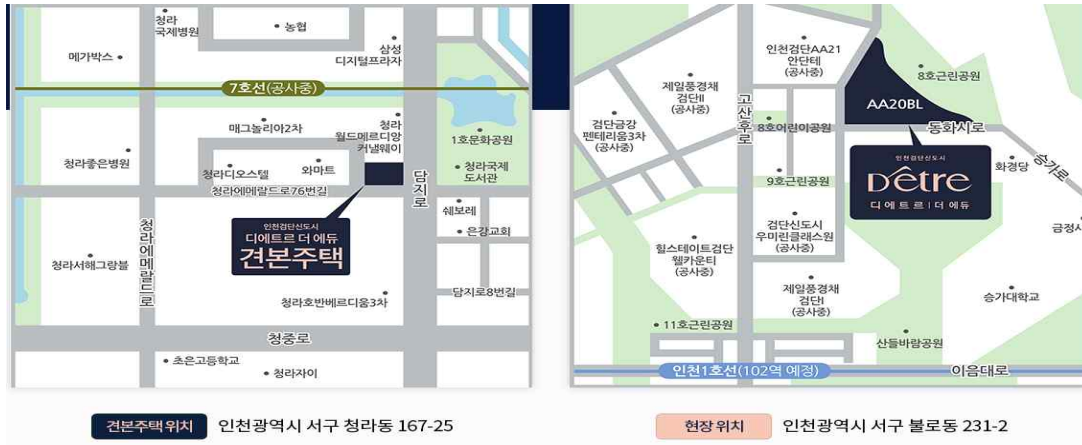 청라
국제병원
농협
메가박스
삼성
디지털프라자
7호선(공사중)
매그놀리아2차
청라
월드메르디앙
커낼웨이
1호문화공원
청라좋은병원
청라디오스텔
와마트
청라국제
도서관
청라에메랄드로76번길
담지로
쉐보레
은강교회
인천검단신도시
디에트르 더 에듀
견본주택
청라에메랄드로
청라서해그랑블
청라호반베르디움3차
담지로8번길
청중로
초은고등학교
청라자이
견본주택 위치
인천광역시 서구 청라동 167-25
인천검단AA21
안단테
(공사중)
8호근린공원
제일풍경채
검단II
(공사중)
고산후로
AA20BL
검단금강
펜테리움3차
(공사중)
8호어린이공원
동화시로
인천검단신도시
Dêtre
디에트르 | 더 에듀
화경당
승가로
9호근린공원
검단신도시
우미린클래스원
(공사중)
금정사
힐스테이트검단
웰카운티
(공사중)
제일풍경채
검단I
(공사중)
승가대학교
11호근린공원
산들바람공원
인천1호선(102역 예정)
이음대로
현장 위치
인천광역시 서구 불로동 231-2